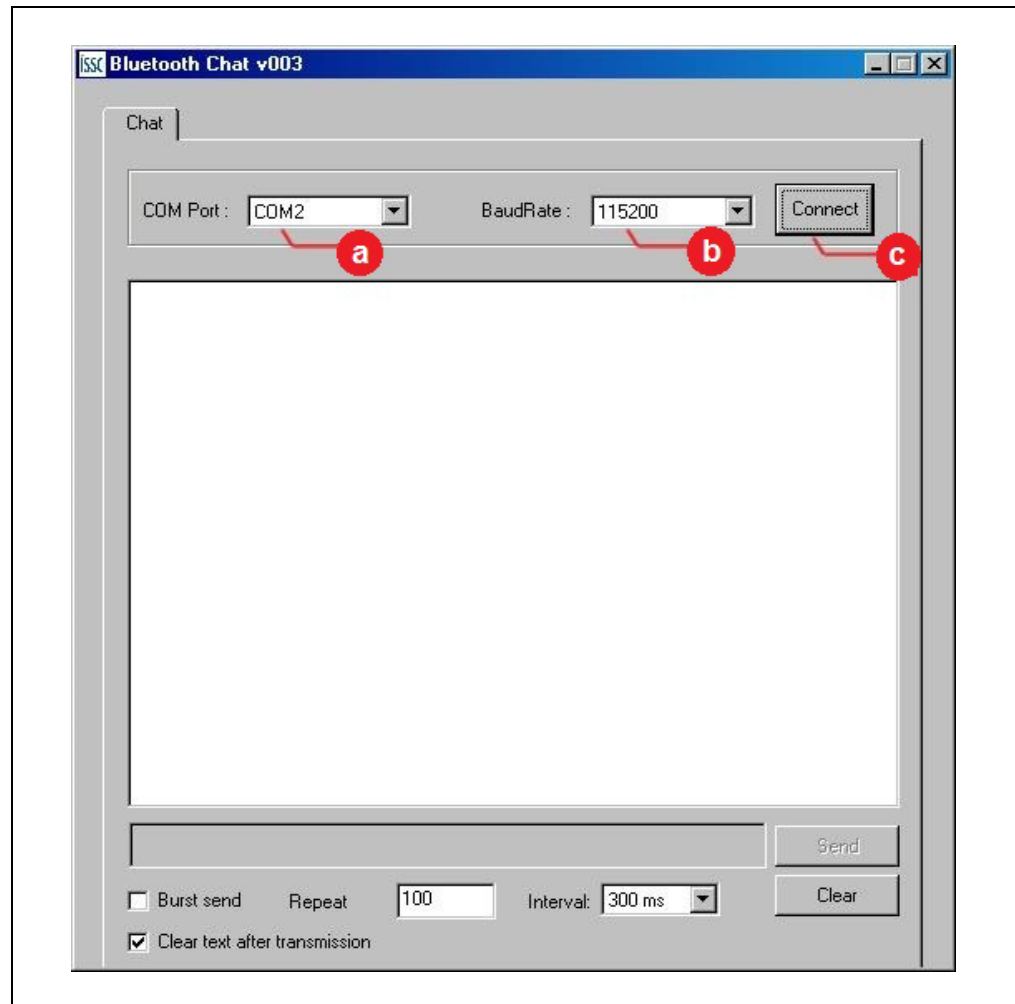 ISSC Bluetooth Chat v003
Chat
COM Port : COM2 BaudRate : 115200 Connect
a b c
Send
Burst send Repeat 100 Interval: 300 ms Clear
Clear text after transmission